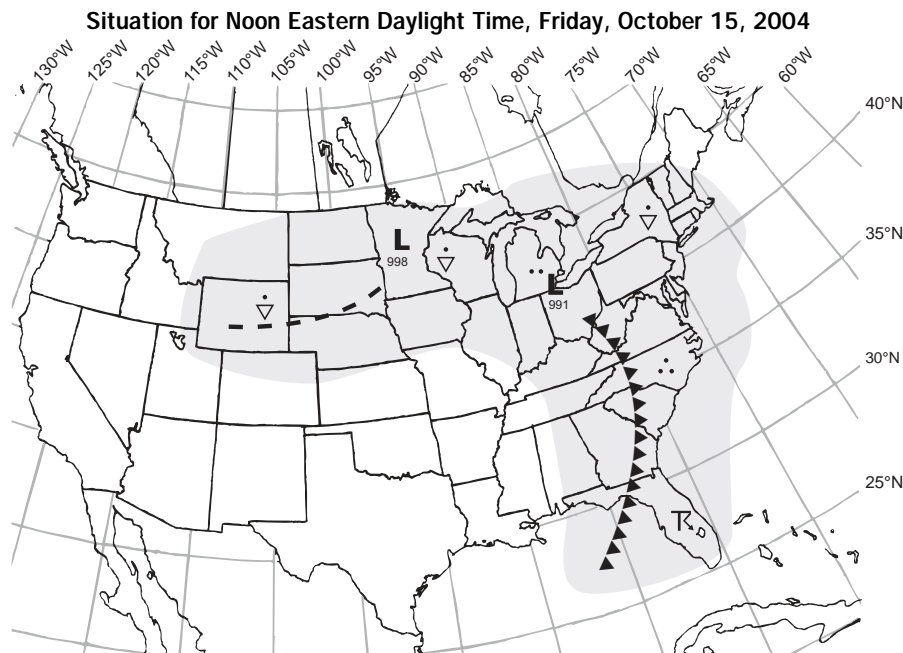 Situation for Noon Eastern Daylight Time, Friday, October 15, 2004
130°W 125°W 120°W 115°W 110°W 105°W 100°W 95°W 90°W 85°W 80°W 75°W 70°W 65°W 60°W
40°N
35°N
L
998
L
991
30°N
25°N